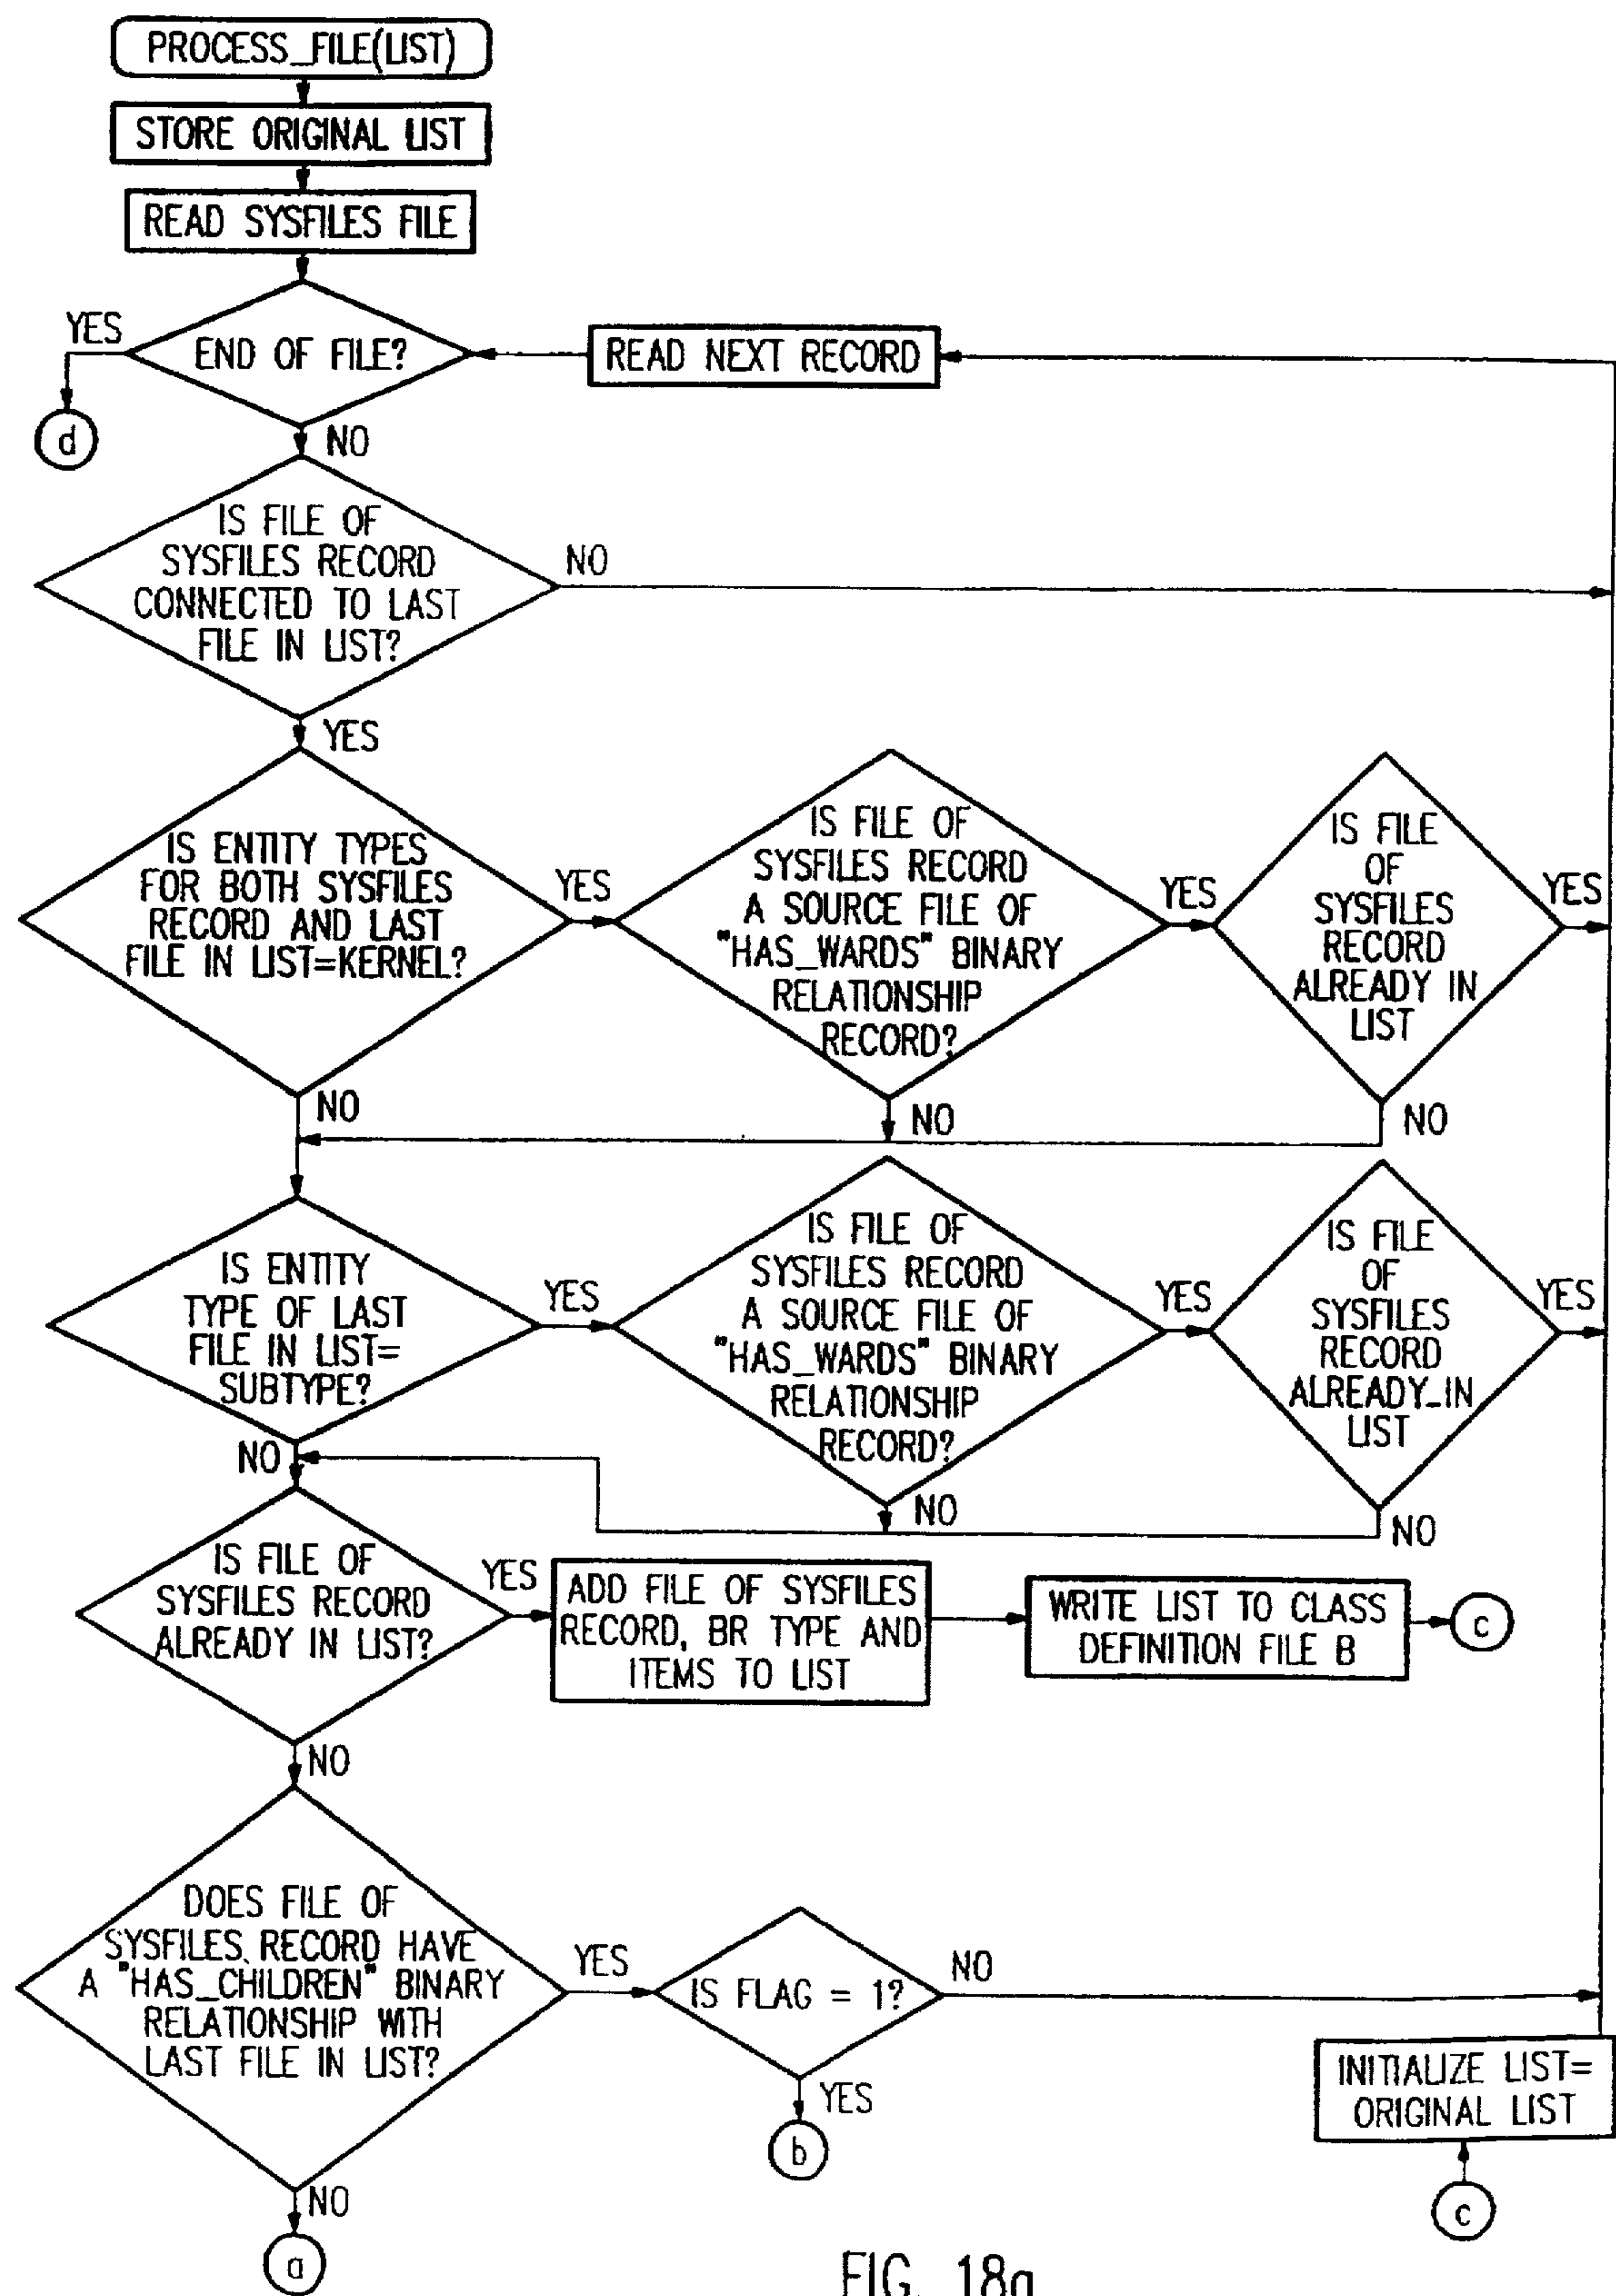 PROCESS_FILE(LIST)
STORE ORIGINAL LIST
READ SYSFILES FILE
YES
END OF FILE?
READ NEXT RECORD
d
NO
IS FILE OF
SYSFILES RECORD
CONNECTED TO LAST
FILE IN LIST?
NO
YES
IS ENTITY TYPES
FOR BOTH SYSFILES
RECORD AND LAST
FILE IN LIST=KERNEL?
YES
IS FILE OF
SYSFILES RECORD
A SOURCE FILE OF
"HAS_WARDS" BINARY
RELATIONSHIP
RECORD?
YES
IS FILE
OF
SYSFILES
RECORD
ALREADY IN
LIST
YES
NO
NO
NO
IS ENTITY
TYPE OF LAST
FILE IN LIST=
SUBTYPE?
YES
IS FILE OF
SYSFILES RECORD
A SOURCE FILE OF
"HAS_WARDS" BINARY
RELATIONSHIP
RECORD?
YES
IS FILE
OF
SYSFILES
RECORD
ALREADY_IN
LIST
YES
NO
NO
NO
IS FILE OF
SYSFILES RECORD
ALREADY IN LIST?
YES
ADD FILE OF SYSFILES
RECORD, BR TYPE AND
ITEMS TO LIST
WRITE LIST TO CLASS
DEFINITION FILE B
c
NO
DOES FILE OF
SYSFILES RECORD HAVE
A "HAS_CHILDREN" BINARY
RELATIONSHIP WITH
LAST FILE IN LIST?
YES
IS FLAG = 1?
NO
YES
b
INITIALIZE LIST=
ORIGINAL LIST
c
NO
a
FIG. 18a